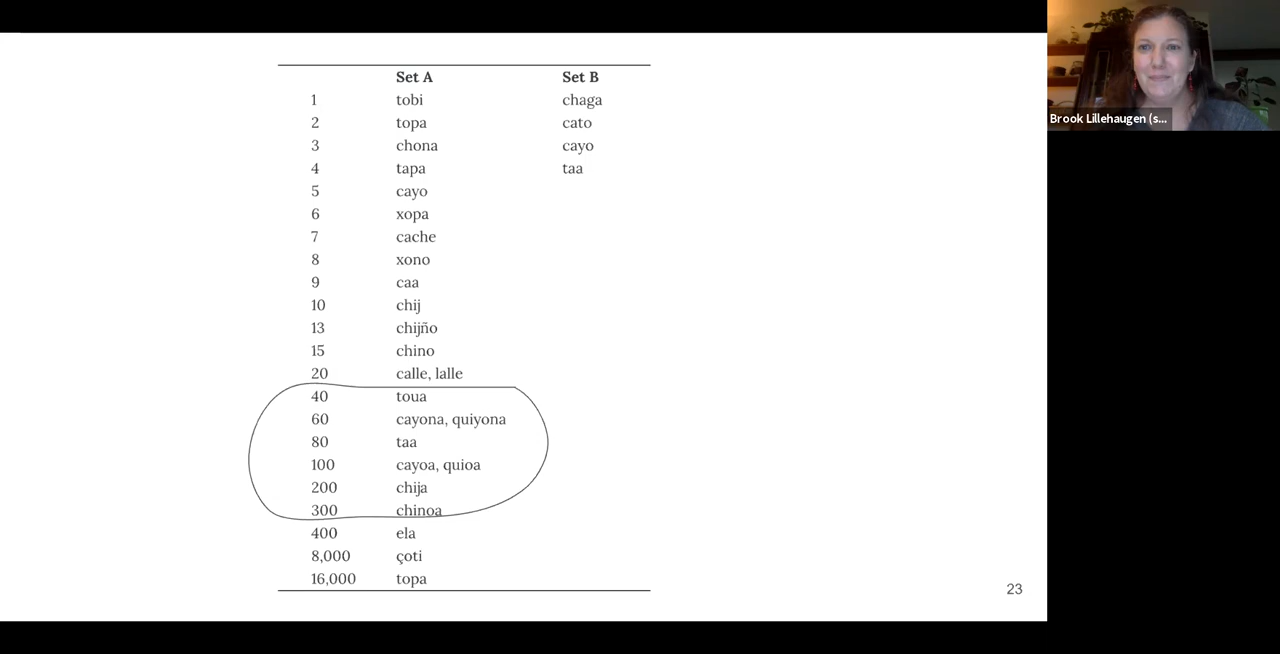 Set A Set B
1 tobi chaga
2 topa cato
3 chona cayo
4 tapa taa
5 cayo
6 xopa
7 cache
8 xono
9 caa
10 chij
13 chijño
15 chino
20 calle, lalle
40 toua
60 cayona, quiyona
80 taa
100 cayoa, quioa
200 chija
300 chinoa
400 ela
8,000 çoti
16,000 topa
23
Brook Lillehaugen (s...